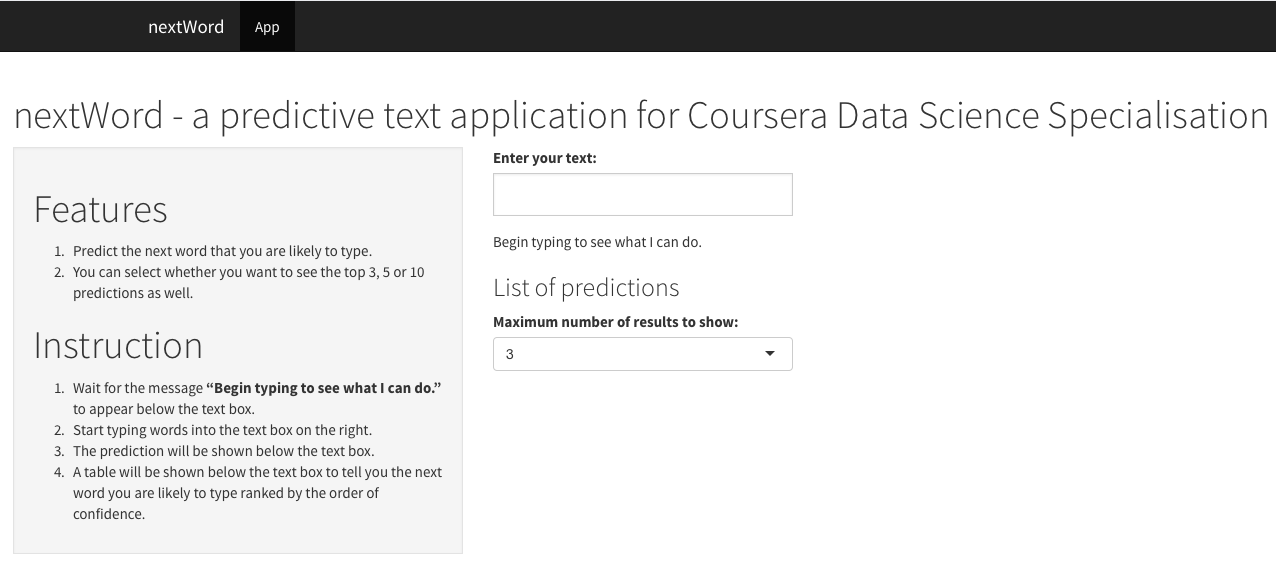 nextWord App
nextWord - a predictive text application for Coursera Data Science Specialisation
Features
1. Predict the next word that you are likely to type.
2. You can select whether you want to see the top 3, 5 or 10
predictions as well.
Instruction
1. Wait for the message “Begin typing to see what I can do.”
to appear below the text box.
2. Start typing words into the text box on the right.
3. The prediction will be shown below the text box.
4. A table will be shown below the text box to tell you the next
word you are likely to type ranked by the order of
confidence.
Enter your text:
Begin typing to see what I can do.
List of predictions
Maximum number of results to show:
3